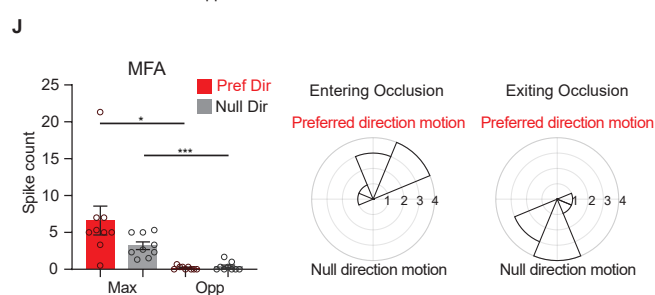 J
MFA
Pref Dir
Null Dir
25
20
15
10
5
0
Spike count
*
***
Max Opp
Entering Occlusion
Preferred direction motion
1 2 3 4
Null direction motion
Exiting Occlusion
Preferred direction motion
1 2 3 4
Null direction motion